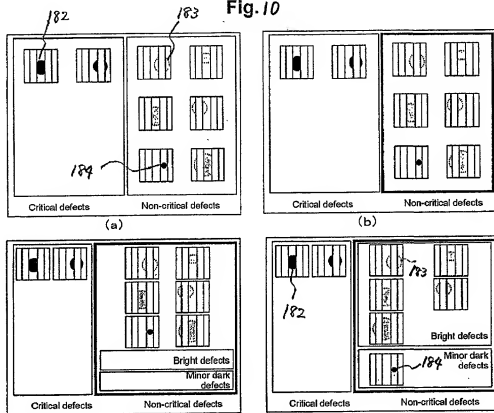 Fig.10
182
183
184
Critical defects
Non-critical defects
(a)
Critical defects
Non-critical defects
(b)
Bright defects
Minor dark
defects
Critical defects
Non-critical defects
182
183
Bright defects
Minor dark
defects
184
Critical defects
Non-critical defects